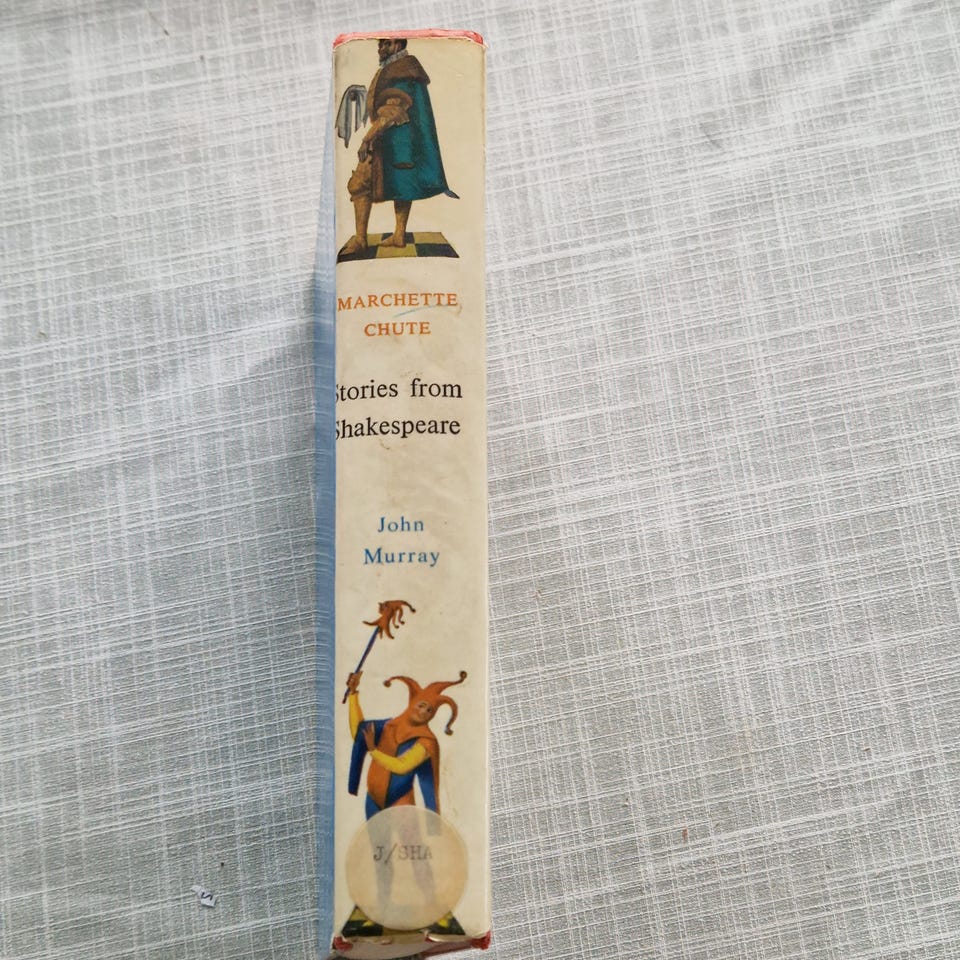 MARCHETTE
CHUTE
Stories from
Shakespeare
John
Murray
J/SHA